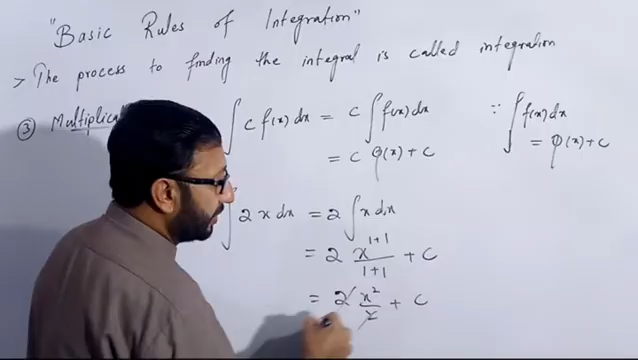 "Basic Rules of Integration"
> The process to finding the integral is called integration
③ ∫ c f(x) dx = c ∫ f(x) dx ∵ ∫ f(x) dx
= c φ(x) + c = φ(x) + c
∫ 2 x dx = 2 ∫ x dx
= 2 x^(1+1)/(1+1) + c
= 2 x²/2 + c